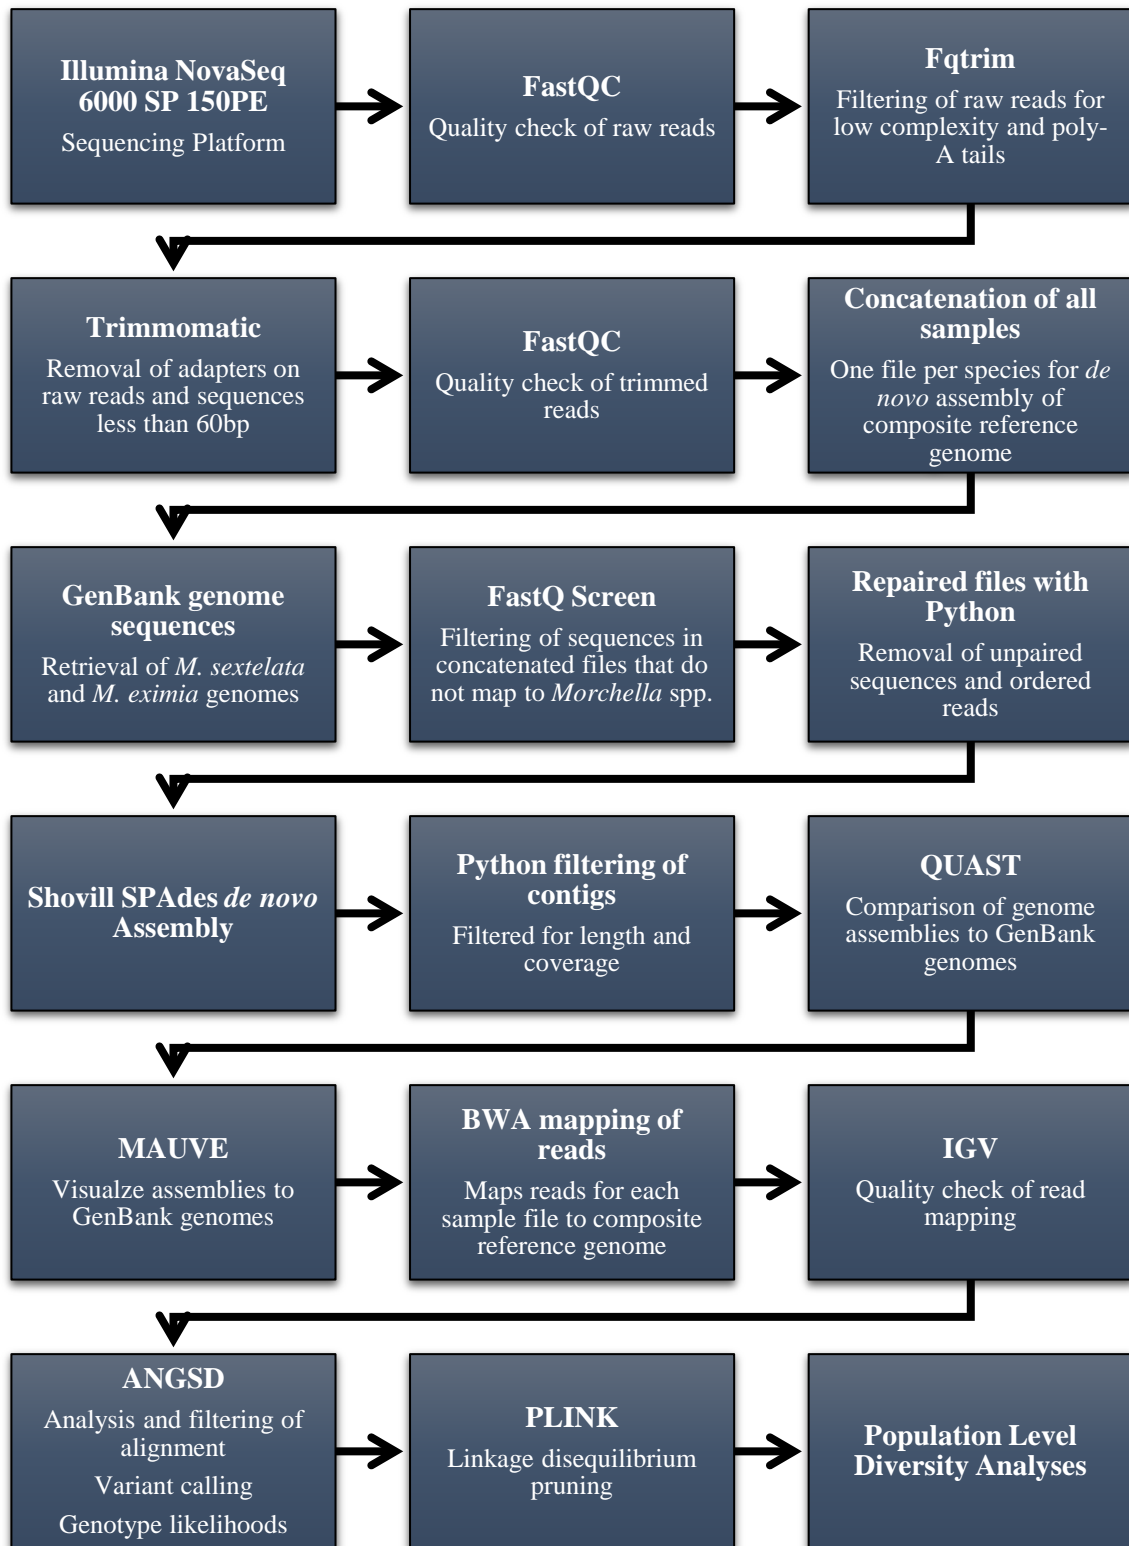 Illumina NovaSeq
6000 SP 150PE
Sequencing Platform
FastQC
Quality check of raw reads
Fqtrim
Filtering of raw reads for
low complexity and poly-
A tails
Trimmomatic
Removal of adapters on
raw reads and sequences
less than 60bp
FastQC
Quality check of trimmed
reads
Concatenation of all
samples
One file per species for de
novo assembly of
composite reference
genome
GenBank genome
sequences
Retrieval of M. sextelata
and M. eximia genomes
FastQ Screen
Filtering of sequences in
concatenated files that do
not map to Morchella spp.
Repaired files with
Python
Removal of unpaired
sequences and ordered
reads
Shovill SPAdes de novo
Assembly
Python filtering of
contigs
Filtered for length and
coverage
QUAST
Comparison of genome
assemblies to GenBank
genomes
MAUVE
Visualze assemblies to
GenBank genomes
BWA mapping of
reads
Maps reads for each
sample file to composite
reference genome
IGV
Quality check of read
mapping
ANGSD
Analysis and filtering of
alignment
Variant calling
Genotype likelihoods
PLINK
Linkage disequilibrium
pruning
Population Level
Diversity Analyses